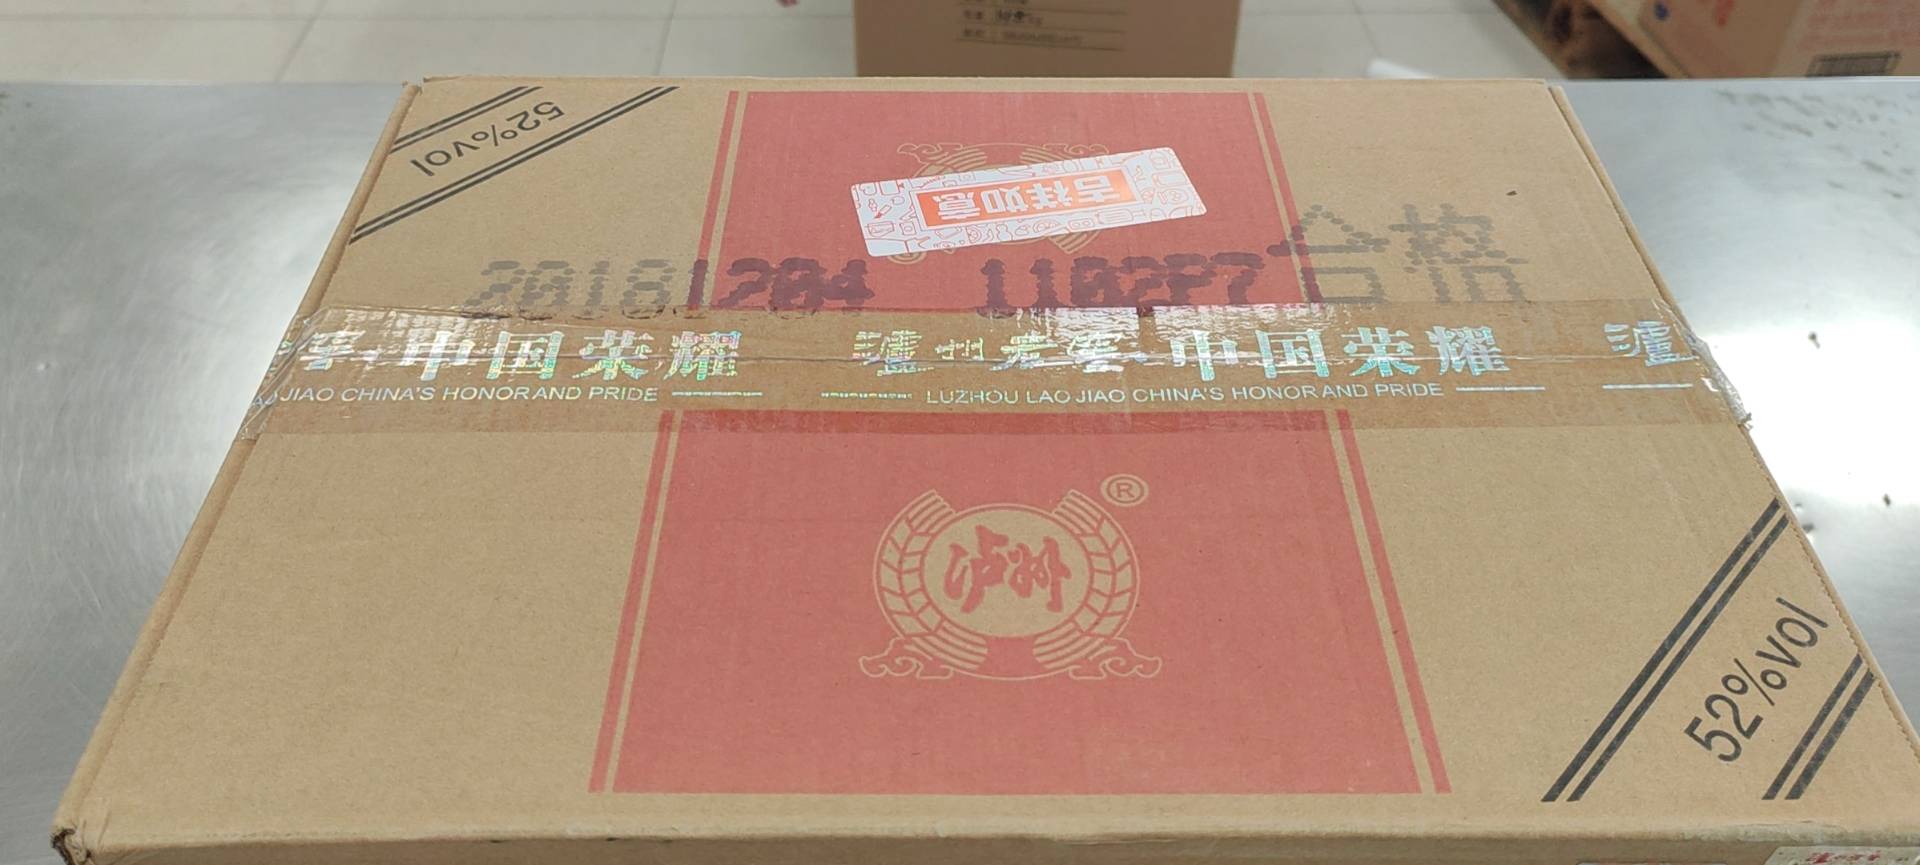 52%vol
吉祥如意
20181204 1102P7 合格
窖·中国荣耀 泸州老窖·中国荣耀 泸
JIAO CHINA'S HONOR AND PRIDE LUZHOU LAO JIAO CHINA'S HONOR AND PRIDE
®
泸州
52%vol